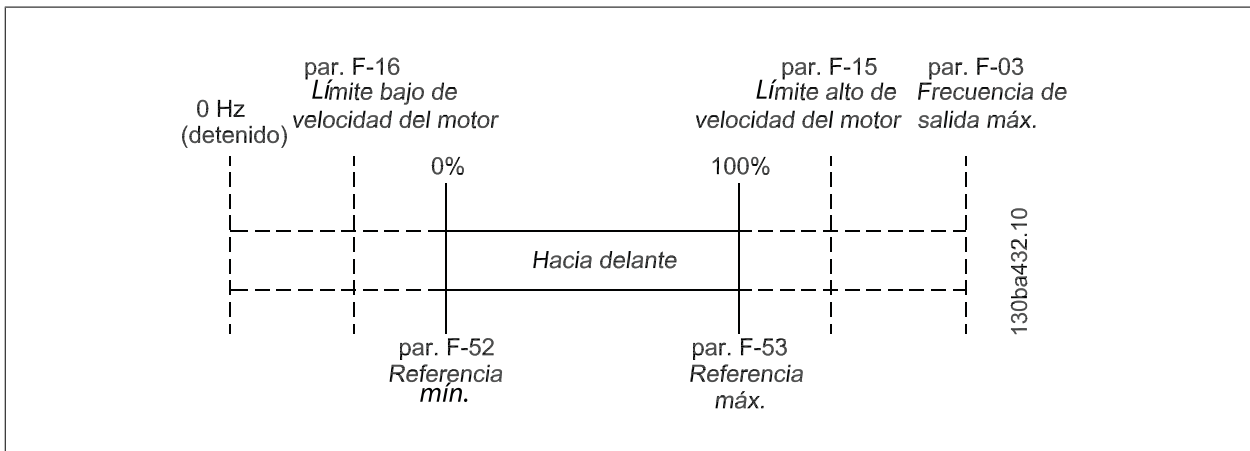 par. F-16
Límite bajo de
velocidad del motor
par. F-15
Límite alto de
velocidad del motor
par. F-03
Frecuencia de
salida máx.
0 Hz
(detenido)
0%
100%
Hacia delante
par. F-52
Referencia
mín.
par. F-53
Referencia
máx.
130ba432.10